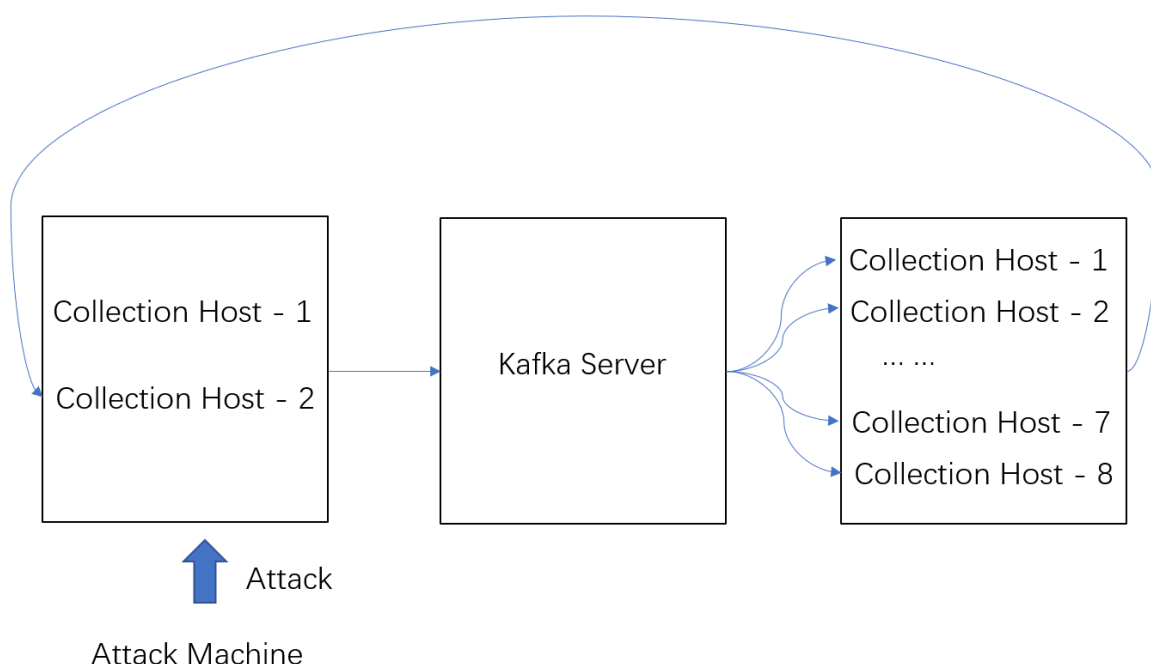 Collection Host - 1
Collection Host - 2
Kafka Server
Collection Host - 1
Collection Host - 2
... ...
Collection Host - 7
Collection Host - 8
Attack
Attack Machine